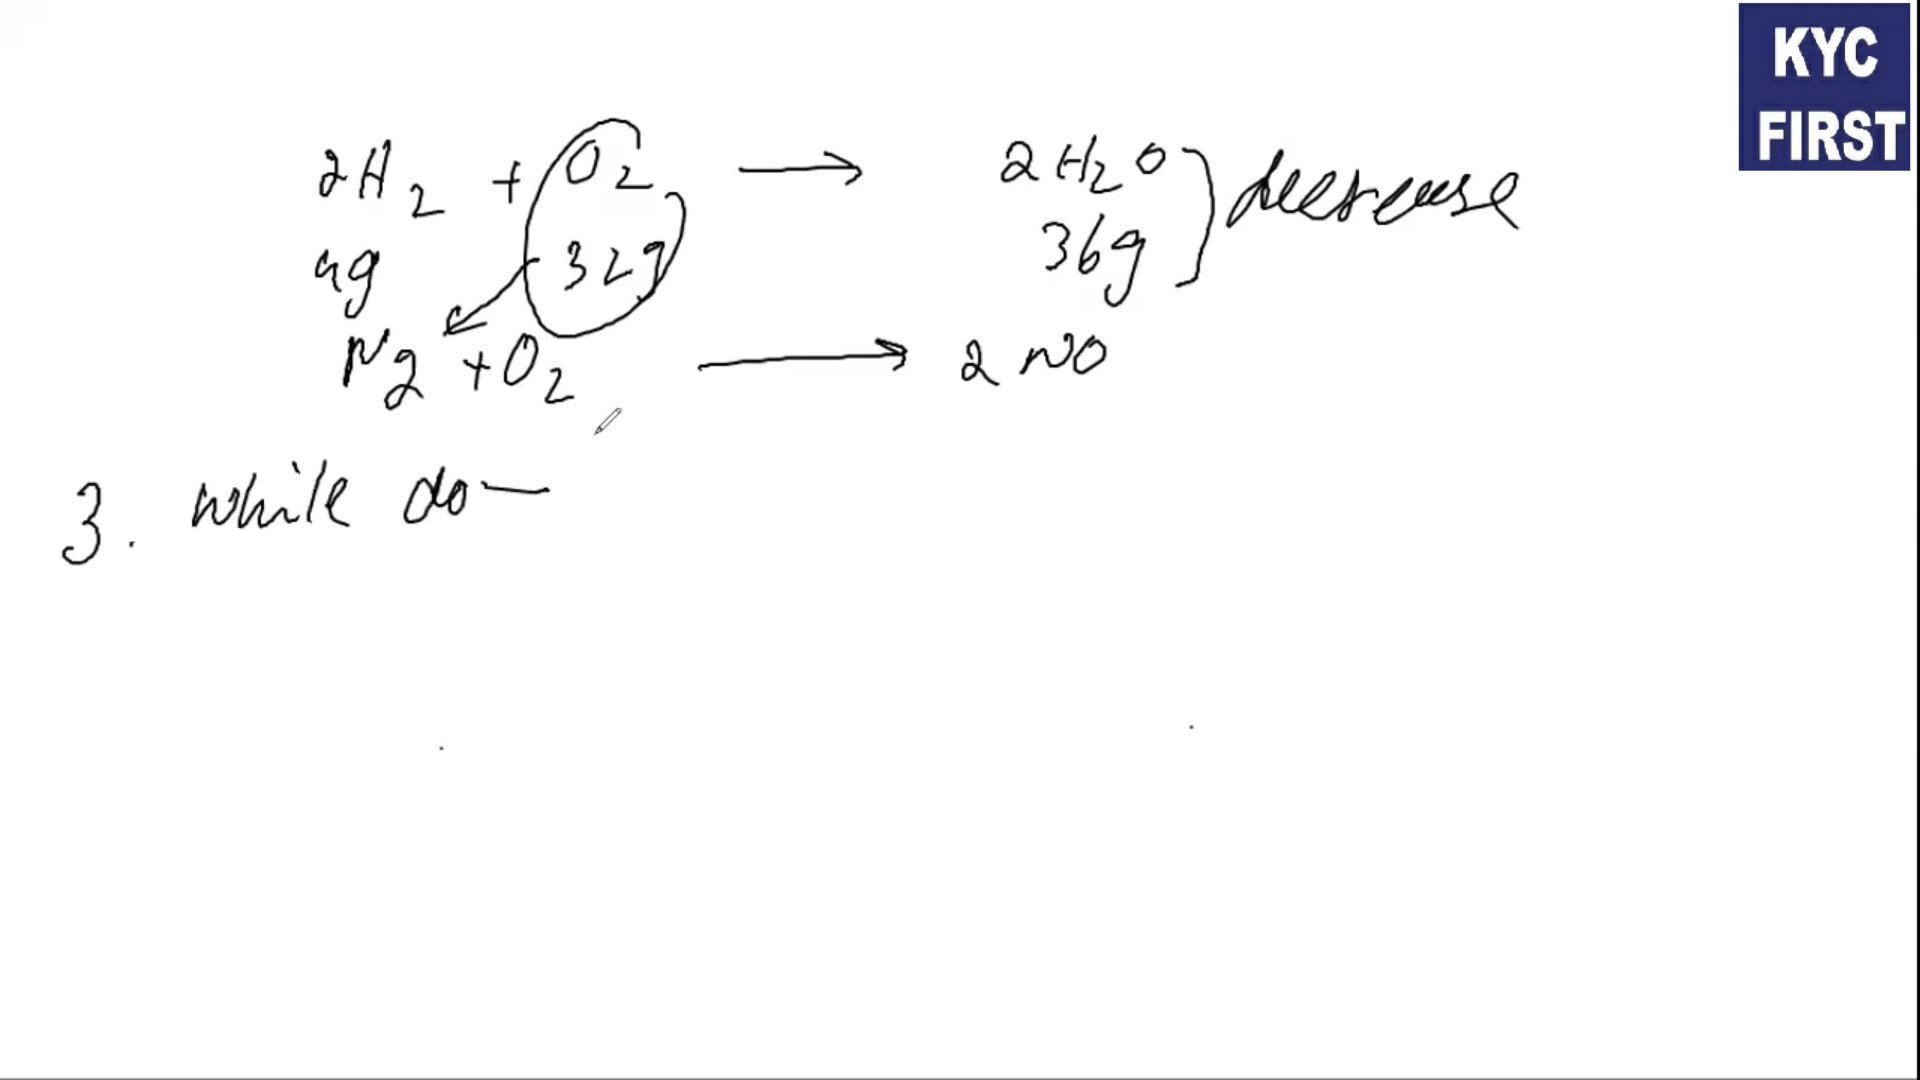 KYC
FIRST
2H2 + O2 → 2H2O
4g 32g 36g
decrease
N2 + O2 → 2NO
3. while do—